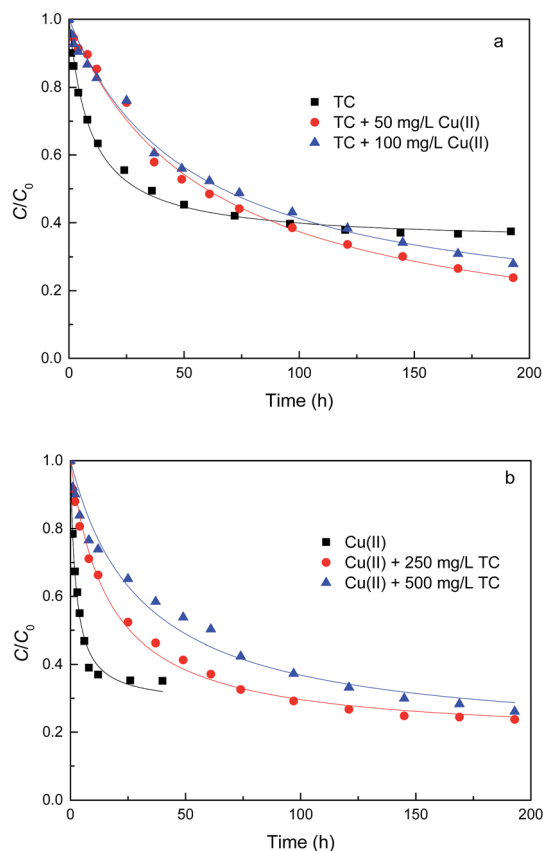 a
1.0
0.8
0.6
0.4
0.2
0.0
C/C0
TC
TC + 50 mg/L Cu(II)
TC + 100 mg/L Cu(II)
0 50 100 150 200
Time (h)
b
1.0
0.8
0.6
0.4
0.2
0.0
C/C0
Cu(II)
Cu(II) + 250 mg/L TC
Cu(II) + 500 mg/L TC
0 50 100 150 200
Time (h)